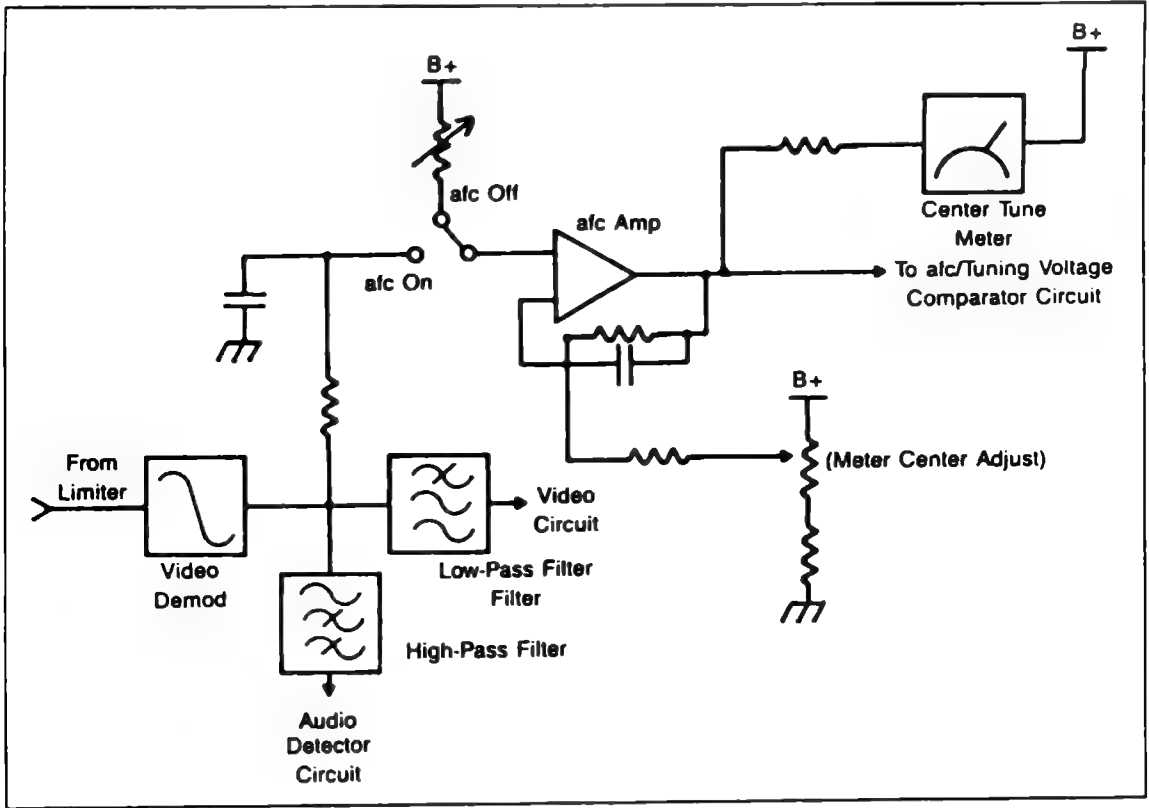 B+
B+
afc Off
afc Amp
Center Tune
Meter
afc On
To afc/Tuning Voltage
Comparator Circuit
B+
(Meter Center Adjust)
From
Limiter
Video
Circuit
Video
Demod
Low-Pass Filter
Filter
High-Pass Filter
Audio
Detector
Circuit